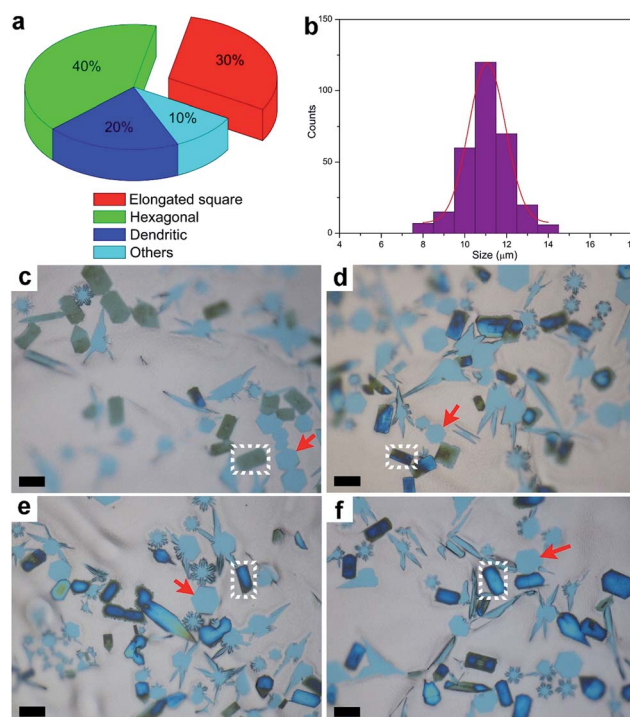 a
40%
30%
20%
10%
Elongated square
Hexagonal
Dendritic
Others
b
150
100
50
0
Counts
4 6 8 10 12 14 16 18
Size (μm)
c
d
e
f